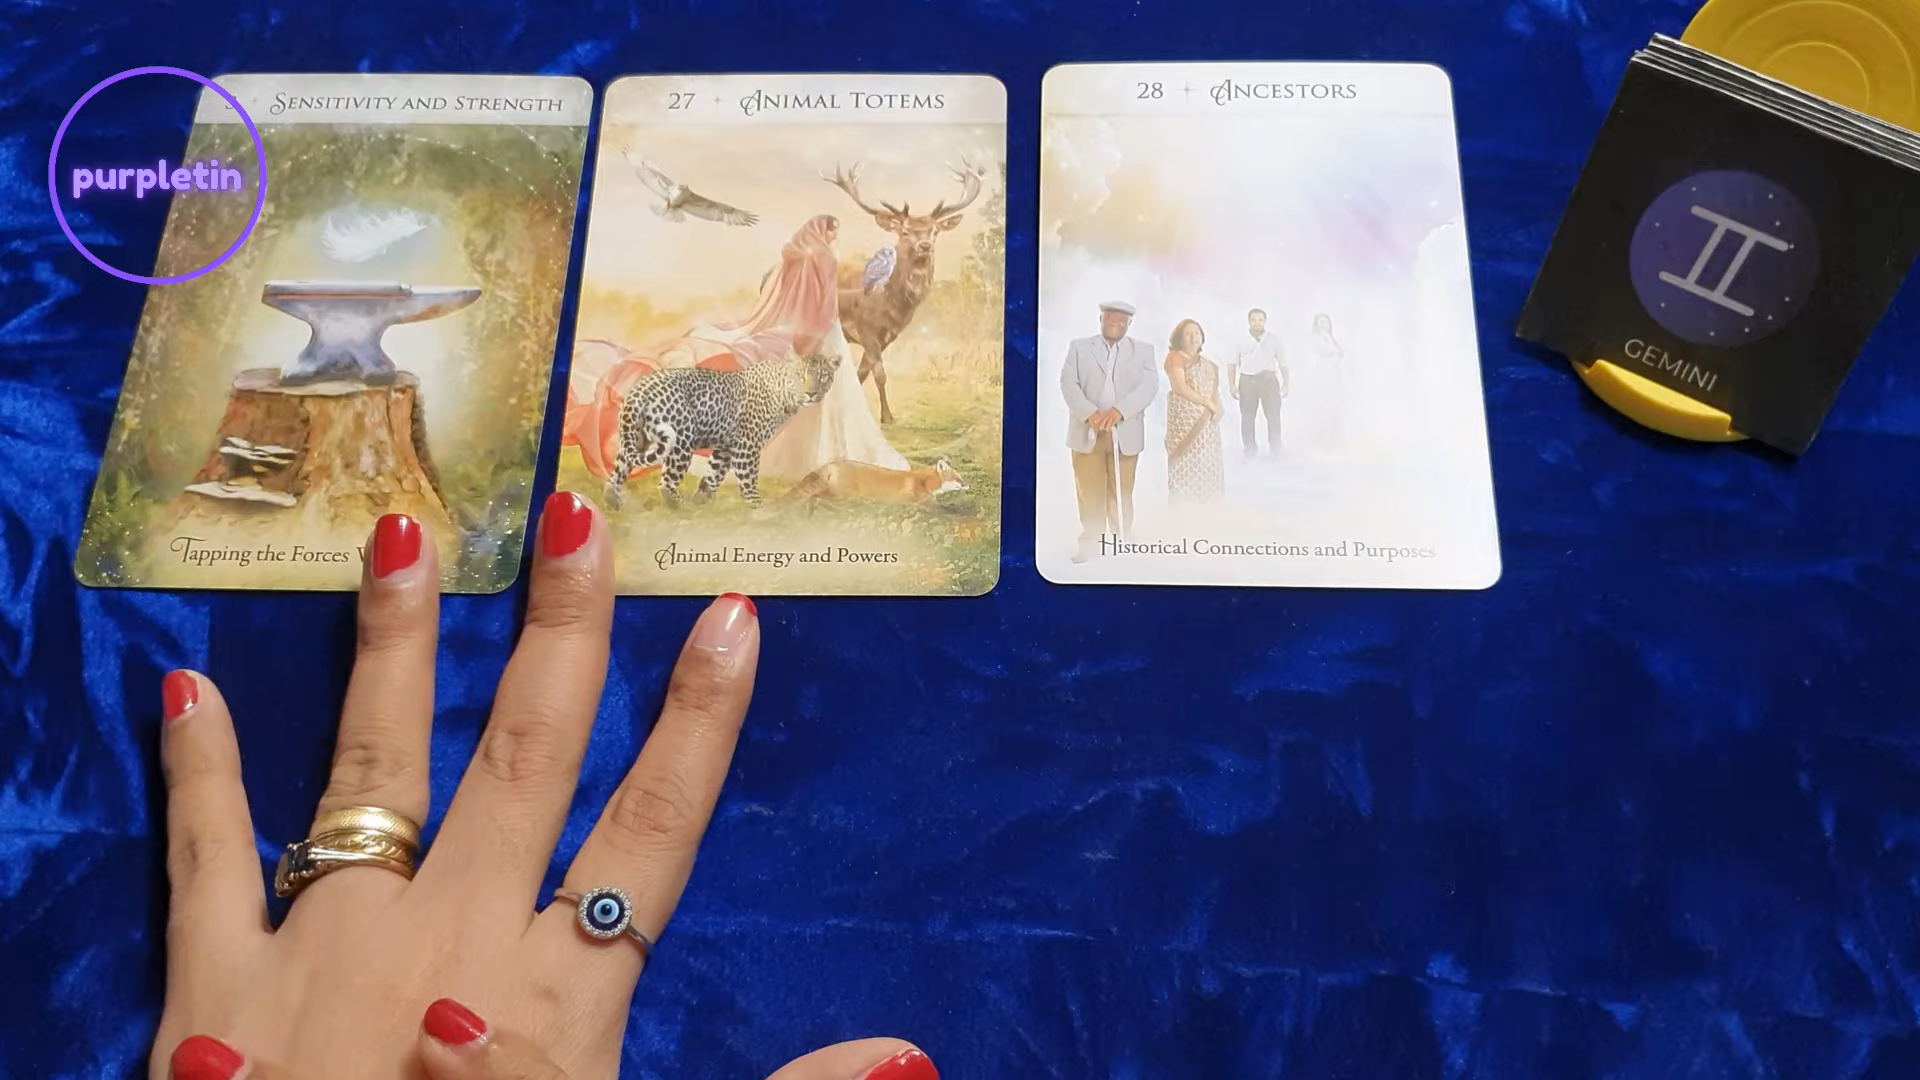 purpletin
SENSITIVITY AND STRENGTH
Tapping the Forces
27 ANIMAL TOTEMS
Animal Energy and Powers
28 ANCESTORS
Historical Connections and Purposes
GEMINI